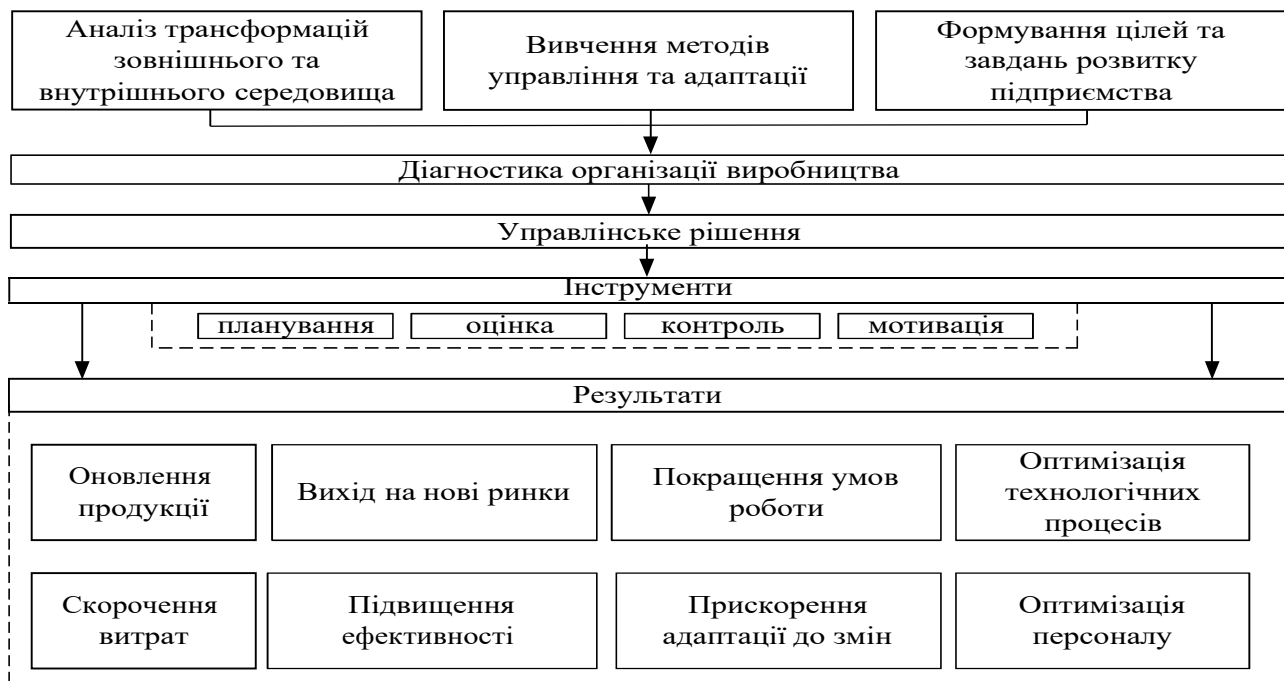 Аналіз трансформацій
зовнішнього та
внутрішнього середовища
Вивчення методів
управління та адаптації
Формування цілей та
завдань розвитку
підприємства
Діагностика організації виробництва
Управлінське рішення
Інструменти
планування
оцінка
контроль
мотивація
Результати
Оновлення
продукції
Вихід на нові ринки
Покращення умов
роботи
Оптимізація
технологічних
процесів
Скорочення
витрат
Підвищення
ефективності
Прискорення
адаптації до змін
Оптимізація
персоналу